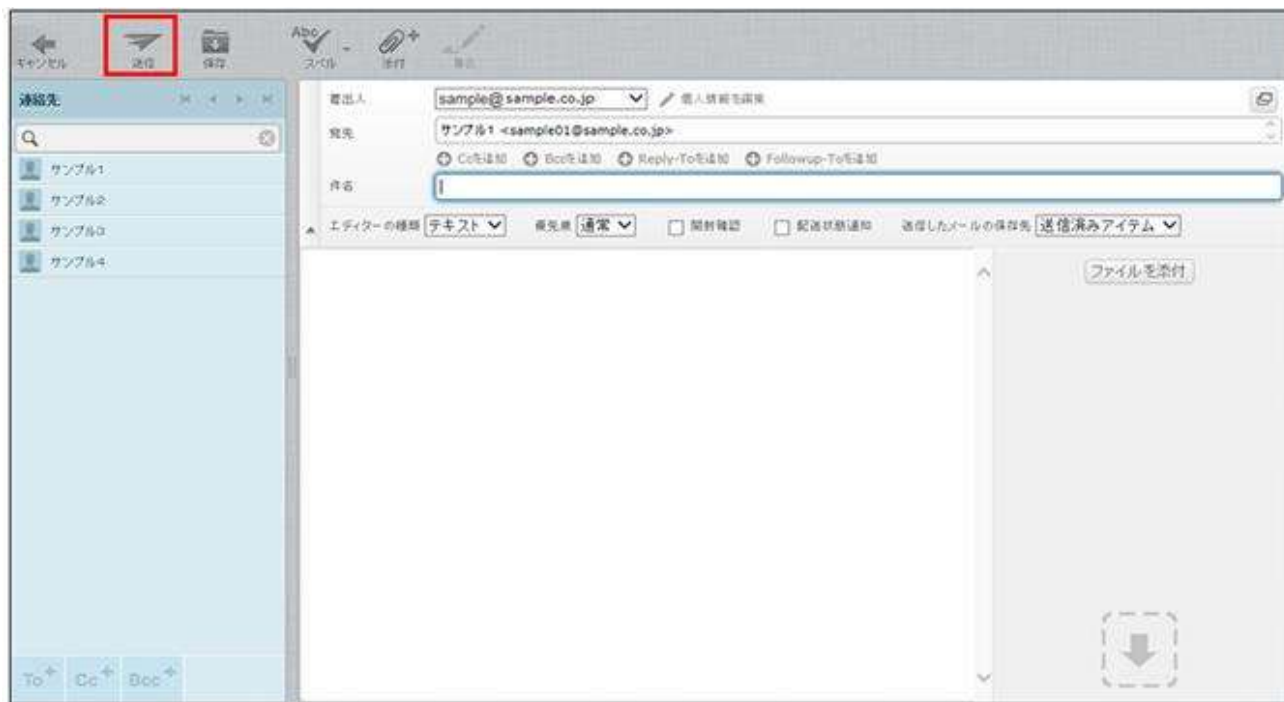 キャンセル 送信 保存 Abc スペル 添付 署名
連絡先
サンプル1
サンプル2
サンプル3
サンプル4
To+ Cc+ Bcc+
差出人 sample@sample.co.jp 個人情報を編集
宛先 サンプル1 <sample01@sample.co.jp>
Ccを追加 Bccを追加 Reply-Toを追加 Followup-Toを追加
件名
エディターの種類 テキスト 優先度 通常 開封確認 配送状態通知 送信したメールの保存先 送信済みアイテム
ファイルを添付